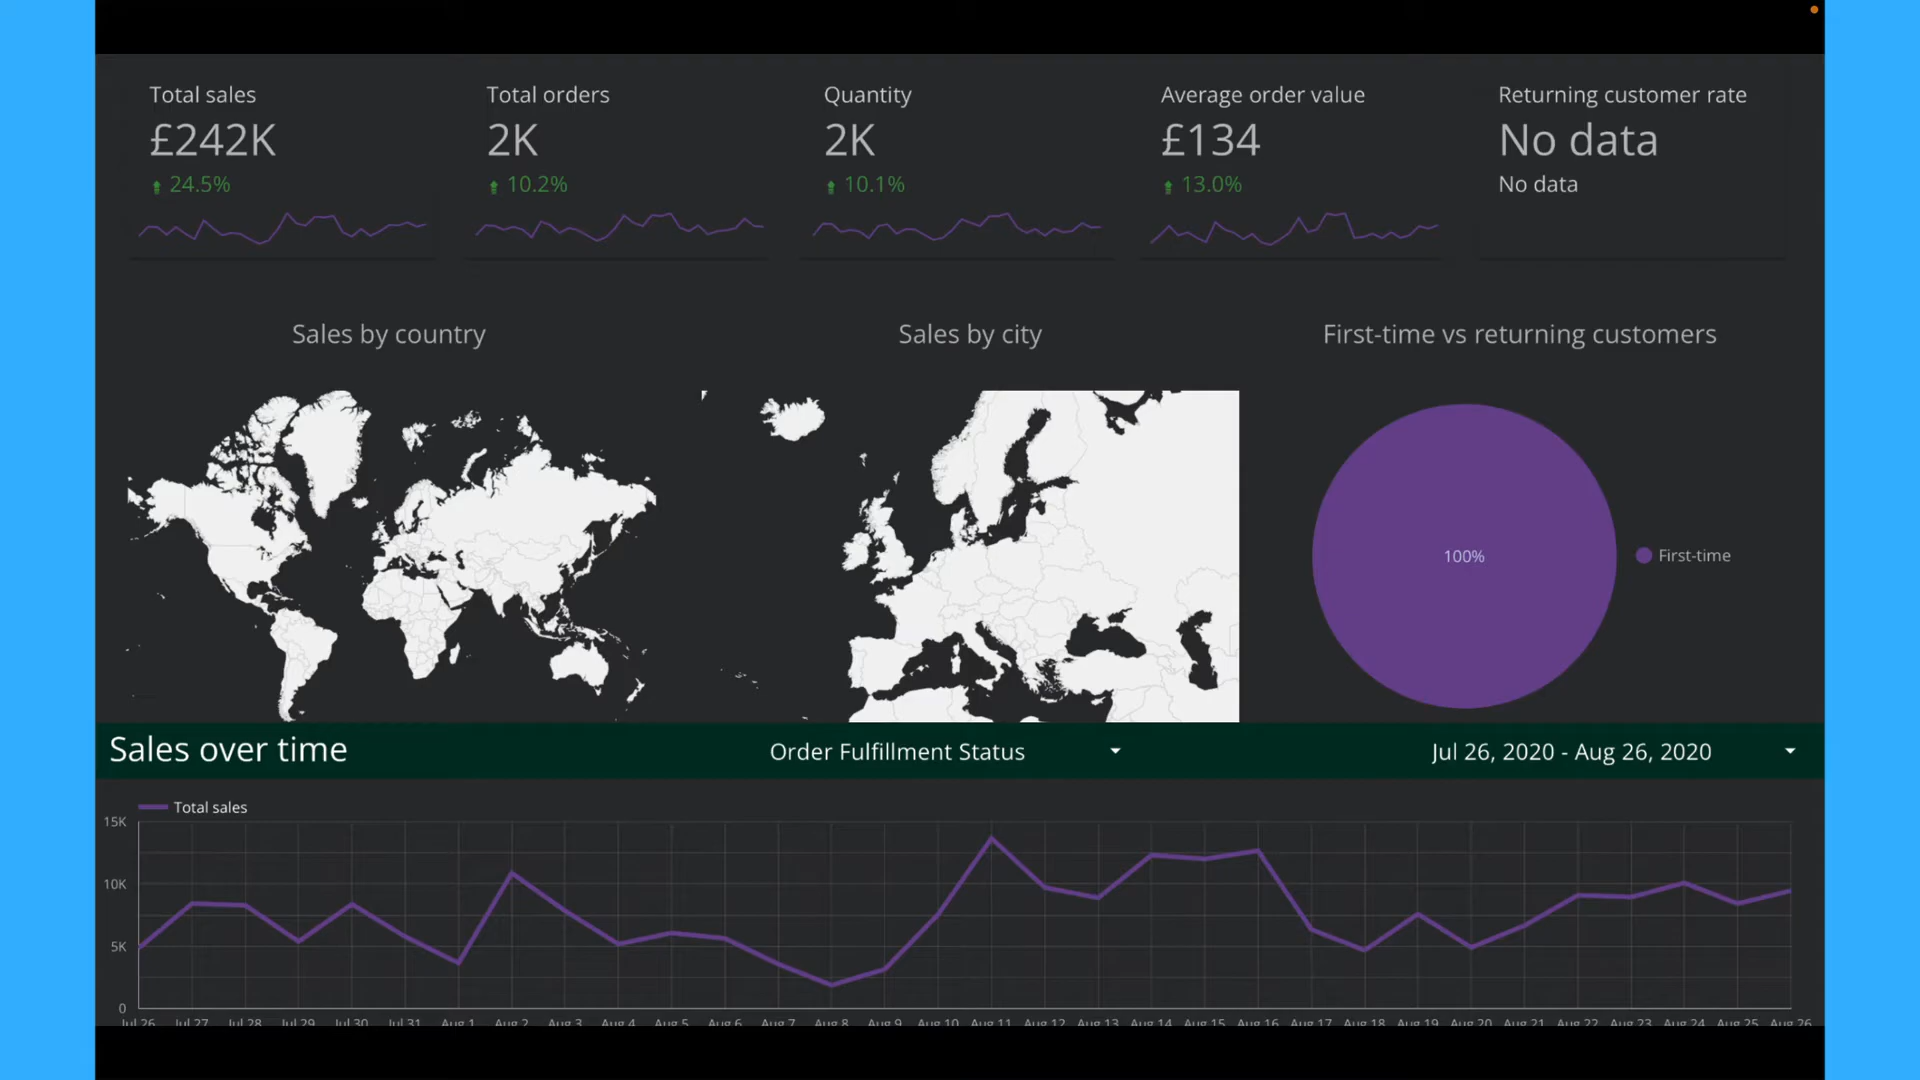 Total sales
£242K
24.5%
Total orders
2K
10.2%
Quantity
2K
10.1%
Average order value
£134
13.0%
Returning customer rate
No data
No data
Sales by country
Sales by city
First-time vs returning customers
100%
First-time
Sales over time
Order Fulfillment Status
Jul 26, 2020 - Aug 26, 2020
Total sales
15K
10K
5K
0
Jul 26 Jul 27 Jul 28 Jul 29 Jul 30 Jul 31 Aug 1 Aug 2 Aug 3 Aug 4 Aug 5 Aug 6 Aug 7 Aug 8 Aug 9 Aug 10 Aug 11 Aug 12 Aug 13 Aug 14 Aug 15 Aug 16 Aug 17 Aug 18 Aug 19 Aug 20 Aug 21 Aug 22 Aug 23 Aug 24 Aug 25 Aug 26